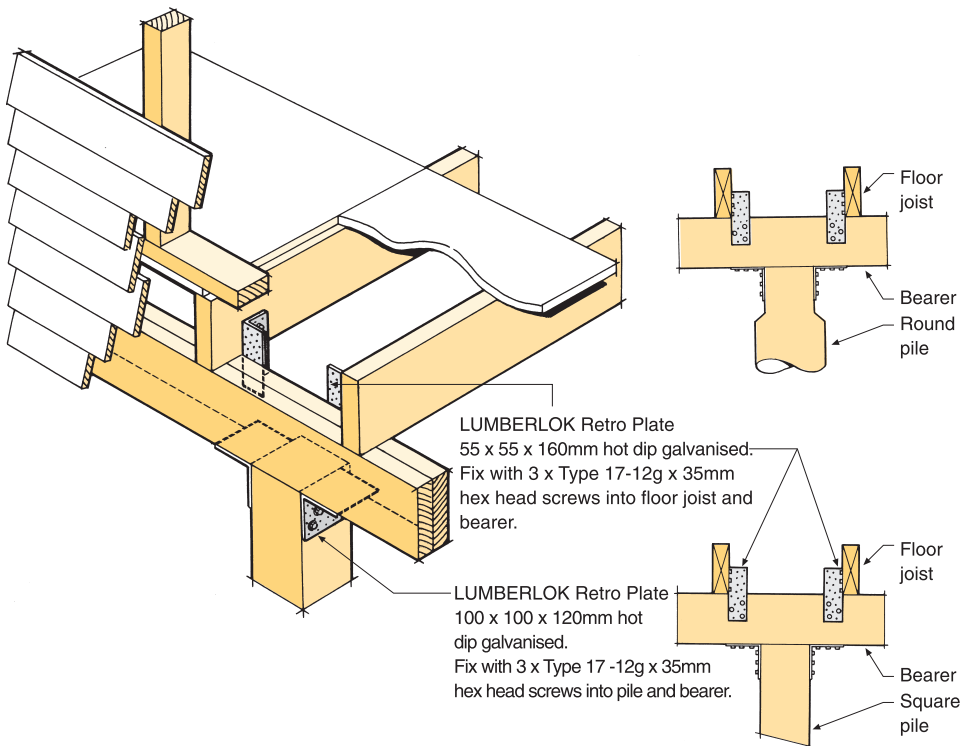 Floor
joist
Bearer
Round
pile
LUMBERLOK Retro Plate
55 x 55 x 160mm hot dip galvanised.
Fix with 3 x Type 17-12g x 35mm
hex head screws into floor joist and
bearer.
LUMBERLOK Retro Plate
100 x 100 x 120mm hot
dip galvanised.
Fix with 3 x Type 17 -12g x 35mm
hex head screws into pile and bearer.
Floor
joist
Bearer
Square
pile